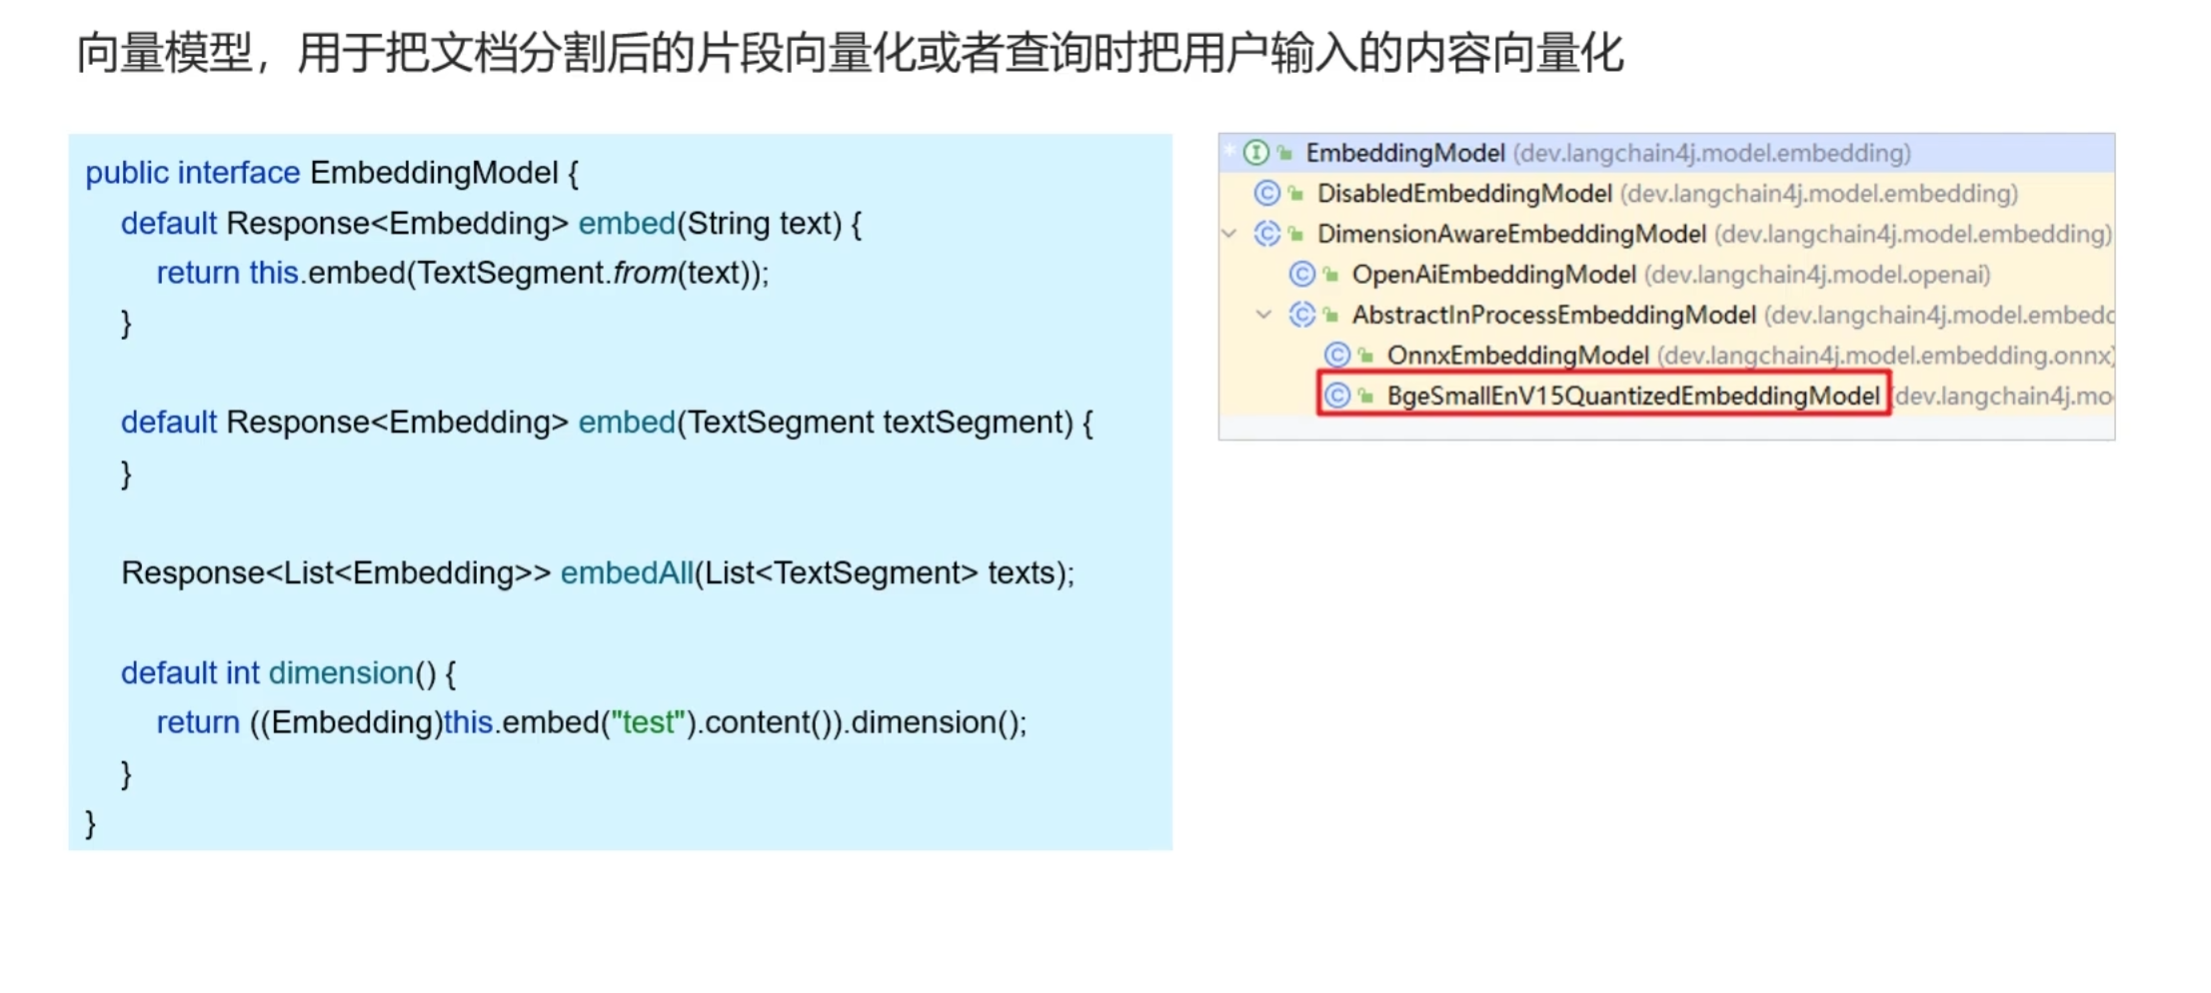 向量模型，用于把文档分割后的片段向量化或者查询时把用户输入的内容向量化
public interface EmbeddingModel {
default Response<Embedding> embed(String text) {
return this.embed(TextSegment.from(text));
}
default Response<Embedding> embed(TextSegment textSegment) {
}
Response<List<Embedding>> embedAll(List<TextSegment> texts);
default int dimension() {
return ((Embedding)this.embed("test").content()).dimension();
}
}
EmbeddingModel (dev.langchain4j.model.embedding)
DisabledEmbeddingModel (dev.langchain4j.model.embedding)
DimensionAwareEmbeddingModel (dev.langchain4j.model.embedding)
OpenAiEmbeddingModel (dev.langchain4j.model.openai)
AbstractInProcessEmbeddingModel (dev.langchain4j.model.embedd
OnnxEmbeddingModel (dev.langchain4j.model.embedding.onnx)
BgeSmallEnV15QuantizedEmbeddingModel (dev.langchain4j.mo